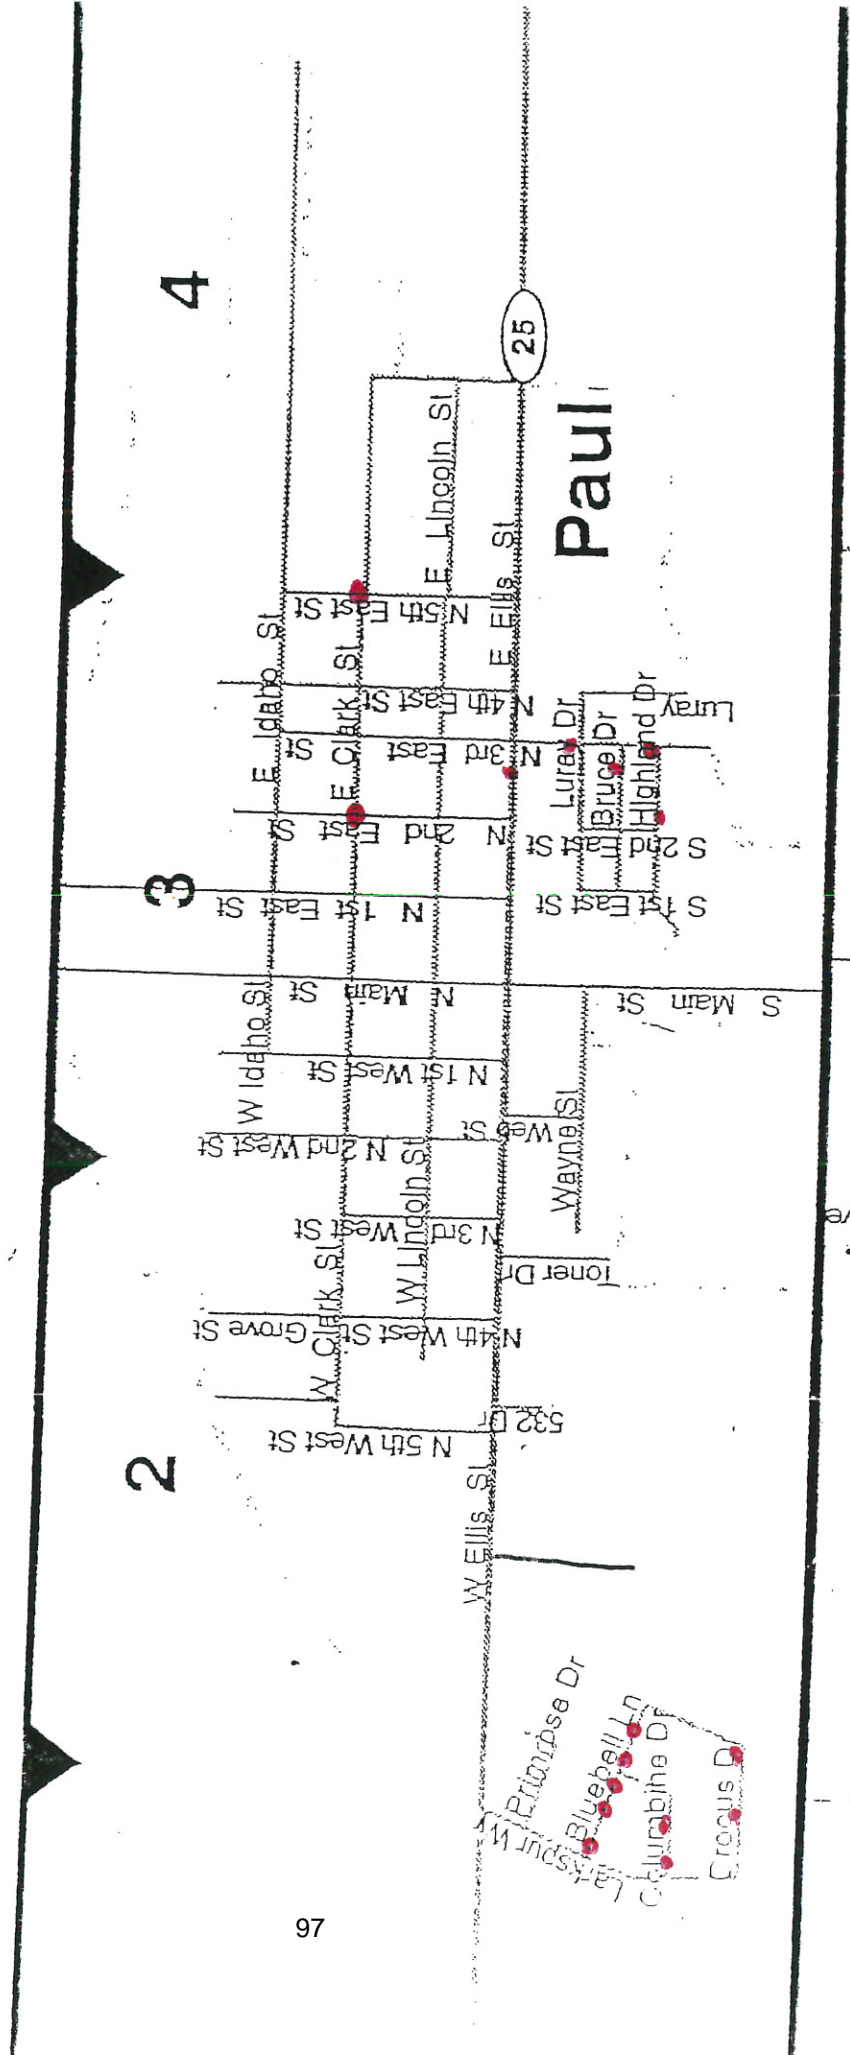 4
3
2
25
Paul
E Idaho St
E Clark St
E Lincoln St
E Ellis St
N 5th East St
N 4th East St
N 3rd East St
N 2nd East St
N 1st East St
N Main St
S Main St
Luray Dr
Bruce Dr
Highland Dr
Luray
S 2nd East St
S 1st East St
W Idaho St
N 1st West St
N 2nd West St
W Lincoln St
N 3rd West St
W Clark St
Grove St
N 4th West St
N 5th West St
Wayne St
Toner Dr
532 Dr
W Ellis St
Primrose Dr
Bluebell Ln
Columbine Dr
Crocus Dr
Larkspur Wy
97